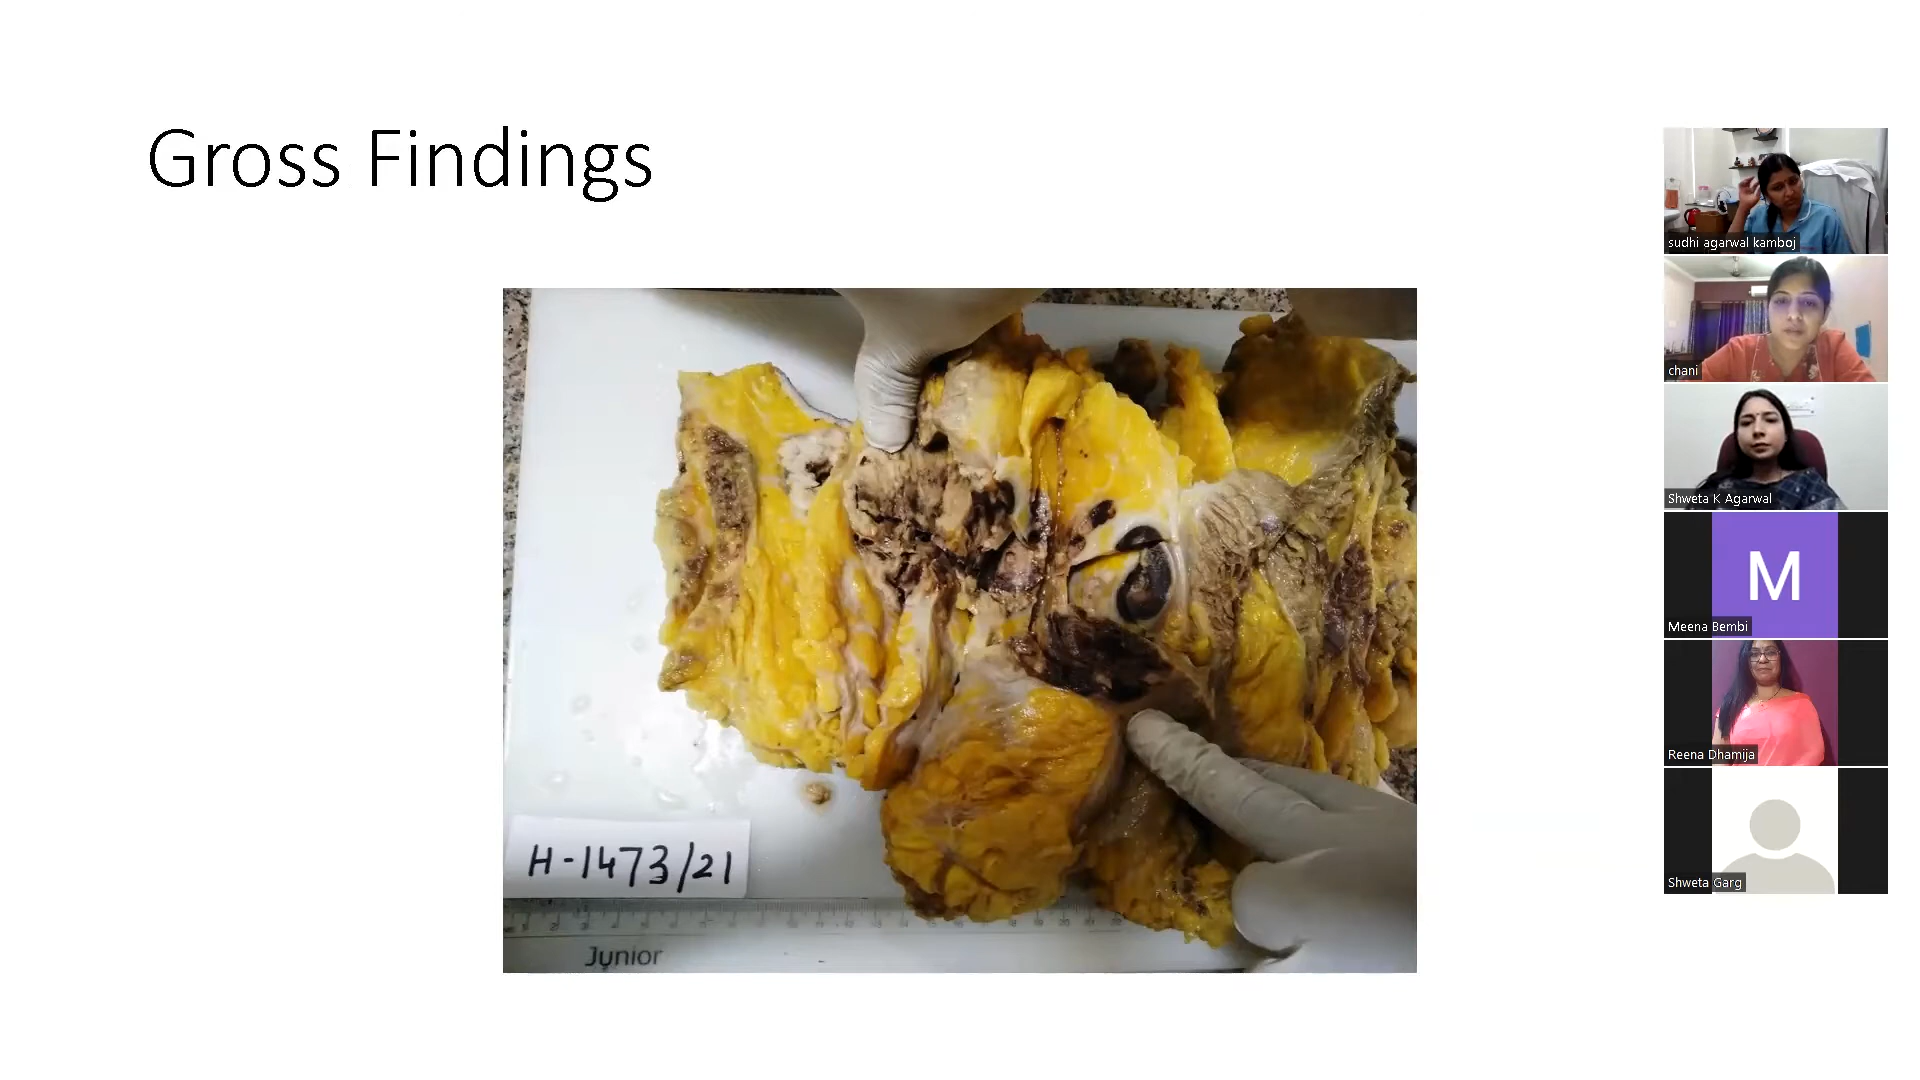 Gross Findings
sudhi agarwal kamboj
chani
Shweta K Agarwal
M
Meena Bembi
Reena Dhamija
Shweta Garg
H-1473/21
Junior